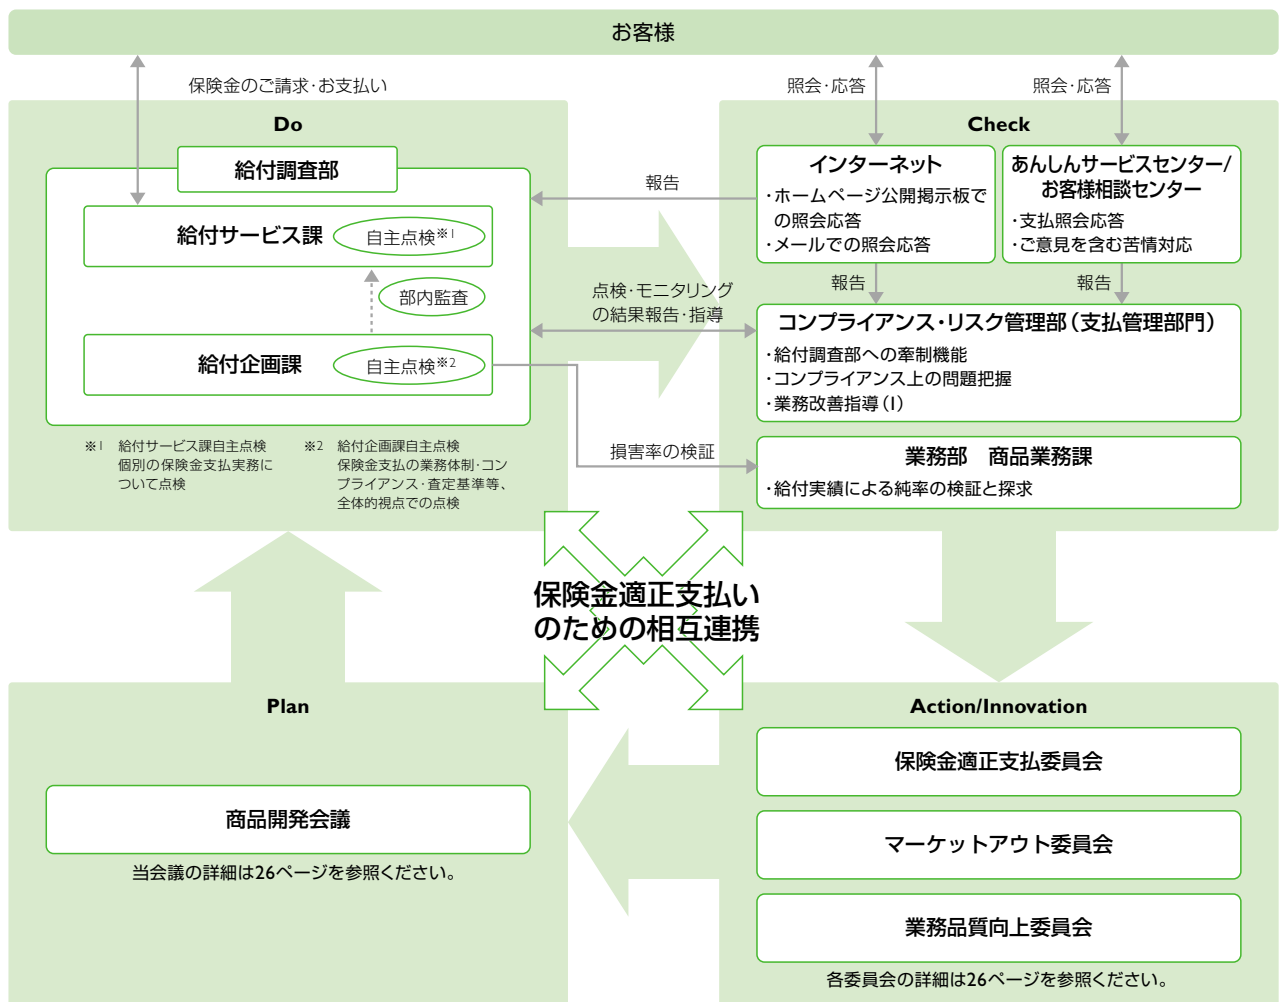 お客様
保険金のご請求・お支払い
照会・応答
照会・応答
Do
給付調査部
給付サービス課
自主点検※1
部内監査
給付企画課
自主点検※2
※1 給付サービス課自主点検
個別の保険金支払実務に
ついて点検
※2 給付企画課自主点検
保険金支払の業務体制・コン
プライアンス・査定基準等、
全体的視点での点検
報告
点検・モニタリング
の結果報告・指導
損害率の検証
Check
インターネット
・ホームページ公開掲示板で
の照会応答
・メールでの照会応答
あんしんサービスセンター/
お客様相談センター
・支払照会応答
・ご意見を含む苦情対応
報告
報告
コンプライアンス・リスク管理部(支払管理部門)
・給付調査部への牽制機能
・コンプライアンス上の問題把握
・業務改善指導(I)
業務部 商品業務課
・給付実績による純率の検証と探求
保険金適正支払い
のための相互連携
Plan
商品開発会議
当会議の詳細は26ページを参照ください。
Action/Innovation
保険金適正支払委員会
マーケットアウト委員会
業務品質向上委員会
各委員会の詳細は26ページを参照ください。